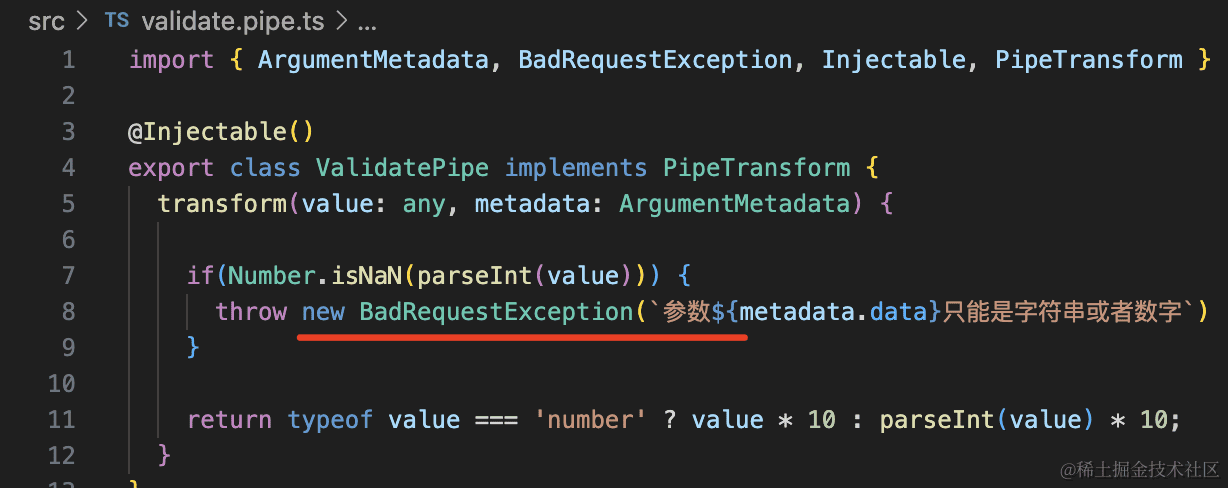 src > TS validate.pipe.ts > ...
1 import { ArgumentMetadata, BadRequestException, Injectable, PipeTransform }
2
3 @Injectable()
4 export class ValidatePipe implements PipeTransform {
5 transform(value: any, metadata: ArgumentMetadata) {
6
7 if(Number.isNaN(parseInt(value))) {
8 throw new BadRequestException(`参数${metadata.data}只能是字符串或者数字`)
9 }
10
11 return typeof value === 'number' ? value * 10 : parseInt(value) * 10;
12 }
13 }
@稀土掘金技术社区